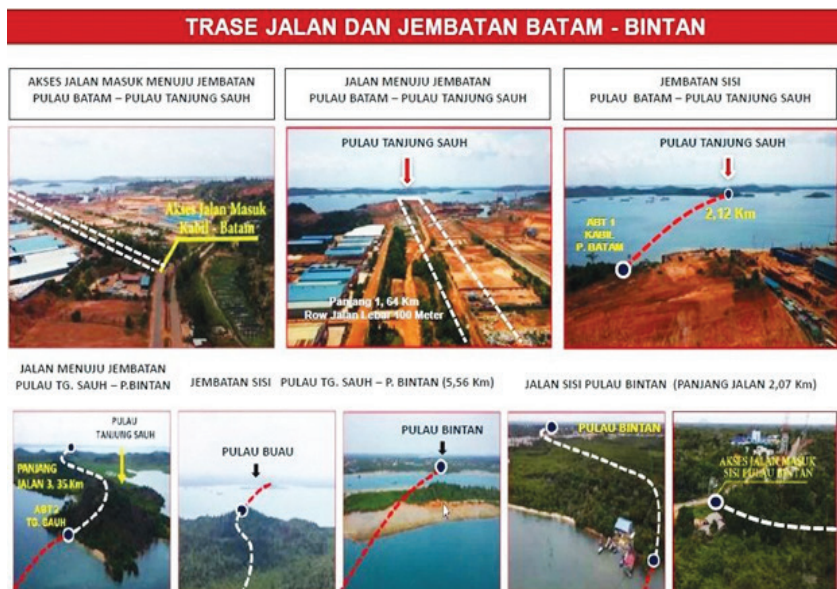 TRASE JALAN DAN JEMBATAN BATAM - BINTAN
AKSES JALAN MASUK MENUJU JEMBATAN
PULAU BATAM – PULAU TANJUNG SAUH
JALAN MENUJU JEMBATAN
PULAU BATAM – PULAU TANJUNG SAUH
JEMBATAN SISI
PULAU BATAM – PULAU TANJUNG SAUH
Akses Jalan Masuk
Kabil - Batam
PULAU TANJUNG SAUH
Panjang 1, 64 Km
Row Jalan Lebar 100 Meter
PULAU TANJUNG SAUH
2,12 Km
ABT 1
KABIL
P. BATAM
JALAN MENUJU JEMBATAN
PULAU TG. SAUH – P.BINTAN
JEMBATAN SISI PULAU TG. SAUH – P. BINTAN (5,56 Km)
JALAN SISI PULAU BINTAN (PANJANG JALAN 2,07 Km)
PULAU
TANJUNG SAUH
PANJANG
JALAN 3, 35 Km
ABT 2
TG. SAUH
PULAU BUAU
PULAU BINTAN
PULAU BINTAN
AKSES JALAN MASUK
SISI PULAU BINTAN